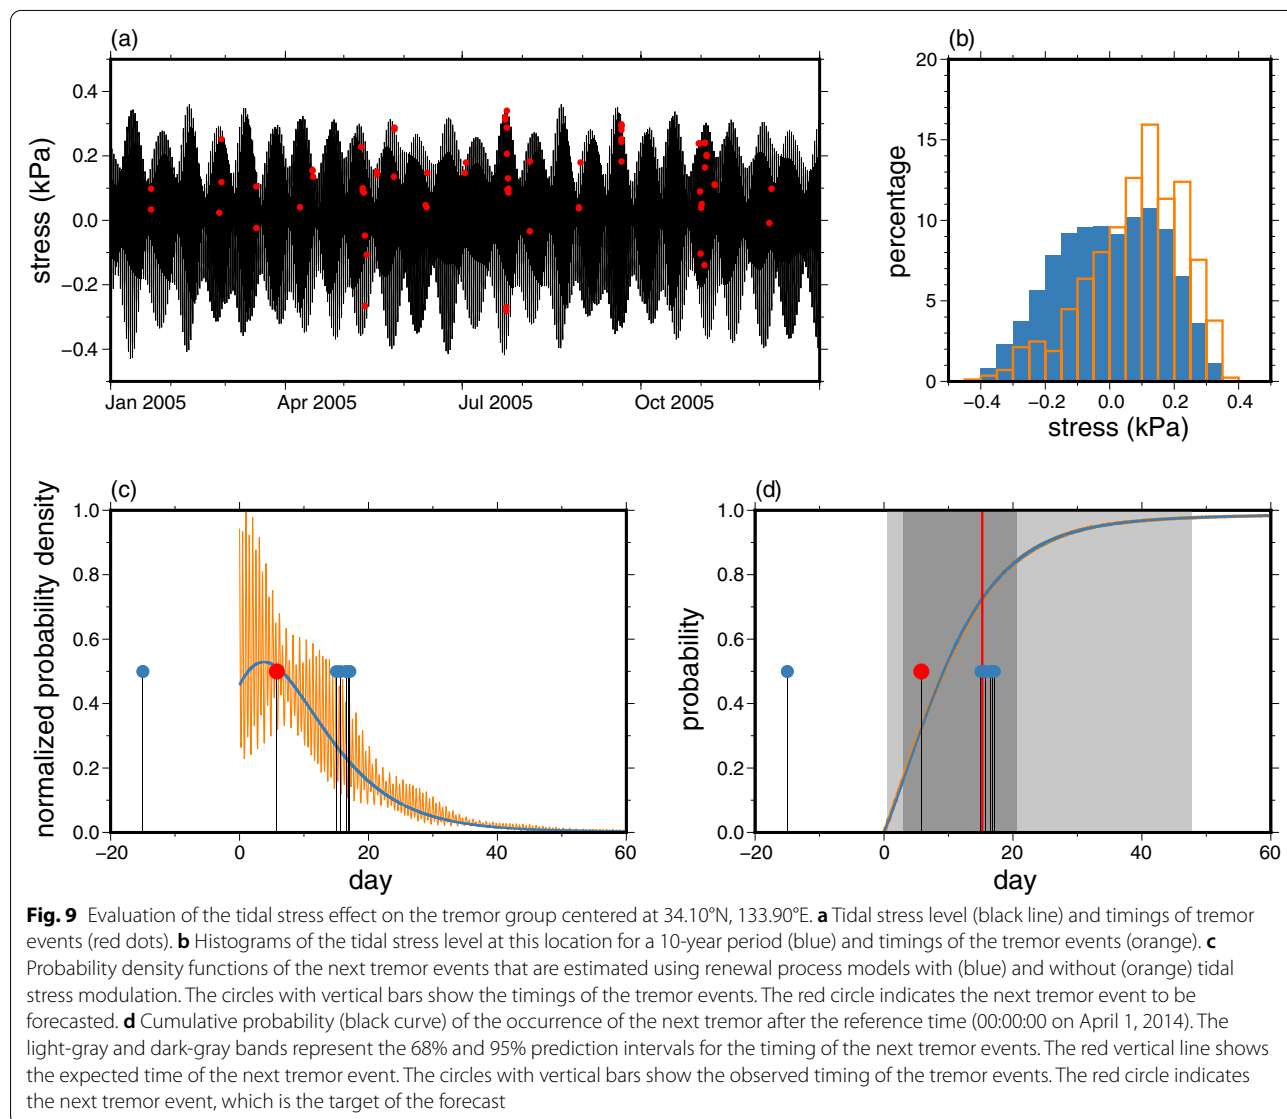 (a)
(b)
0.4
0.2
0.0
−0.2
−0.4
stress (kPa)
Jan 2005 Apr 2005 Jul 2005 Oct 2005
20
15
10
5
0
percentage
−0.4 −0.2 0.0 0.2 0.4
stress (kPa)
(c)
(d)
1.0
0.8
0.6
0.4
0.2
0.0
normalized probability density
−20 0 20 40 60
day
1.0
0.8
0.6
0.4
0.2
0.0
probability
−20 0 20 40 60
day
Fig. 9 Evaluation of the tidal stress effect on the tremor group centered at 34.10°N, 133.90°E. a Tidal stress level (black line) and timings of tremor
events (red dots). b Histograms of the tidal stress level at this location for a 10-year period (blue) and timings of the tremor events (orange). c
Probability density functions of the next tremor events that are estimated using renewal process models with (blue) and without (orange) tidal
stress modulation. The circles with vertical bars show the timings of the tremor events. The red circle indicates the next tremor event to be
forecasted. d Cumulative probability (black curve) of the occurrence of the next tremor after the reference time (00:00:00 on April 1, 2014). The
light-gray and dark-gray bands represent the 68% and 95% prediction intervals for the timing of the next tremor events. The red vertical line shows
the expected time of the next tremor event. The circles with vertical bars show the observed timing of the tremor events. The red circle indicates
the next tremor event, which is the target of the forecast